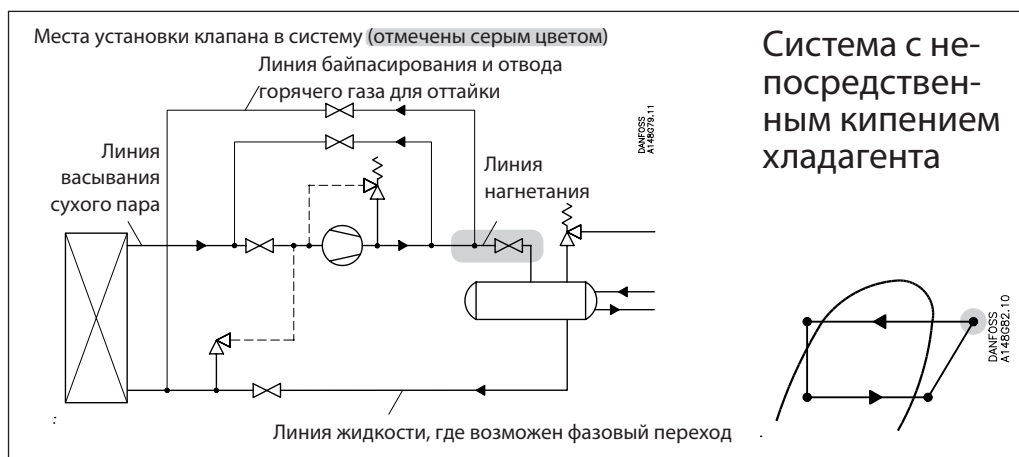 Места установки клапана в систему (отмечены серым цветом)
Линия байпасирования и отвода
горячего газа для оттайки
Линия
васывания
сухого пара
Линия
нагнетания
DANFOSS
A148G79.11
Линия жидкости, где возможен фазовый переход
Система с не-
посредствен-
ным кипением
хладагента
DANFOSS
A148G82.10